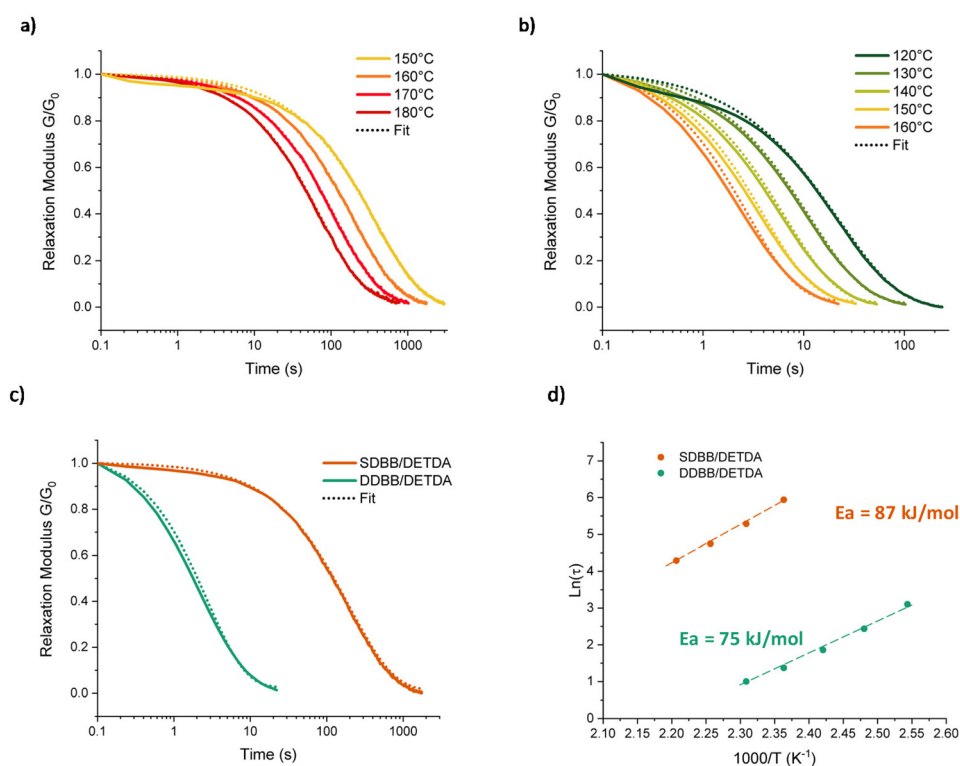 a)
150°C
160°C
170°C
180°C
Fit
Relaxation Modulus G/G₀
1.0
0.8
0.6
0.4
0.2
0.0
0.1
1
10
100
1000
Time (s)
b)
120°C
130°C
140°C
150°C
160°C
Fit
Relaxation Modulus G/G₀
1.0
0.8
0.6
0.4
0.2
0.0
0.1
1
10
100
Time (s)
c)
SDBB/DETDA
DDBB/DETDA
Fit
Relaxation Modulus G/G₀
1.0
0.8
0.6
0.4
0.2
0.0
0.1
1
10
100
1000
Time (s)
d)
SDBB/DETDA
DDBB/DETDA
Ea = 87 kJ/mol
Ea = 75 kJ/mol
Ln(τ)
7
6
5
4
3
2
1
0
2.10 2.15 2.20 2.25 2.30 2.35 2.40 2.45 2.50 2.55 2.60
1000/T (K⁻¹)